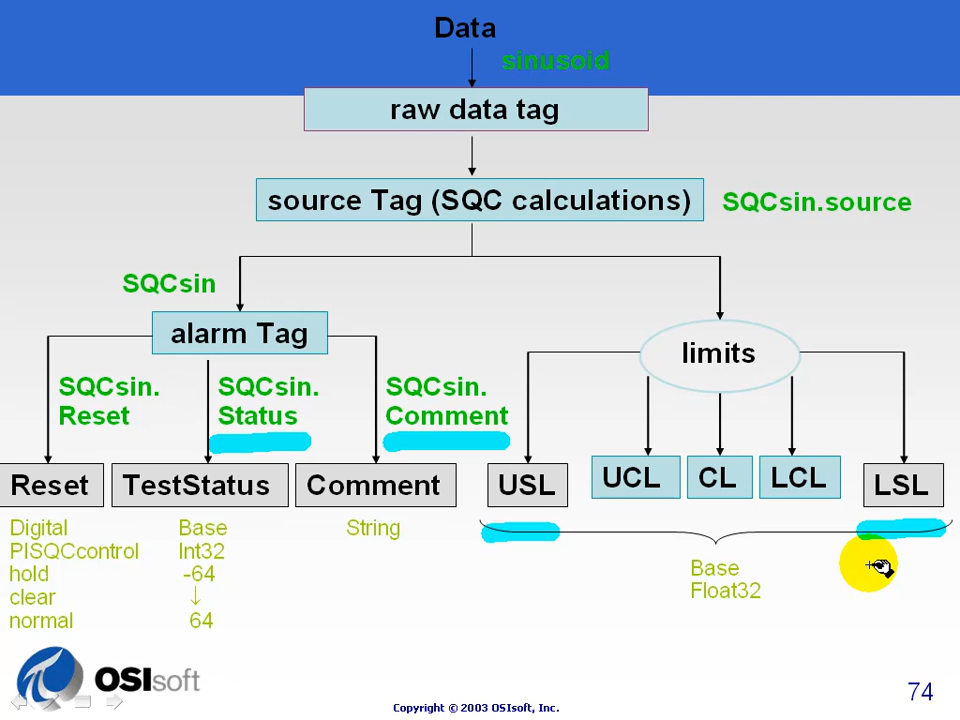 Data
sinusoid
raw data tag
source Tag (SQC calculations)
SQCsin.source
SQCsin
alarm Tag
limits
SQCsin.
Reset
SQCsin.
Status
SQCsin.
Comment
Reset
TestStatus
Comment
USL
UCL
CL
LCL
LSL
Digital
PISQCcontrol
hold
clear
normal
Base
Int32
-64
↓
64
String
Base
Float32
OSIsoft
Copyright © 2003 OSIsoft, Inc.
74